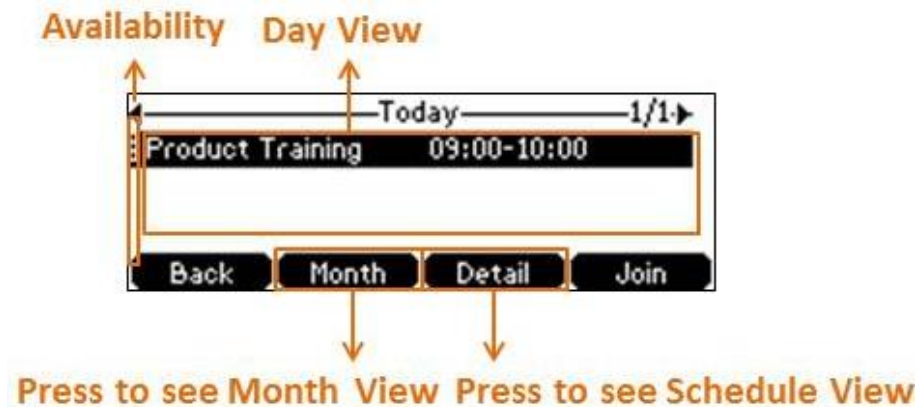 Availability Day View
Today 1/1
Product Training 09:00-10:00
Back Month Detail Join
Press to see Month View Press to see Schedule View